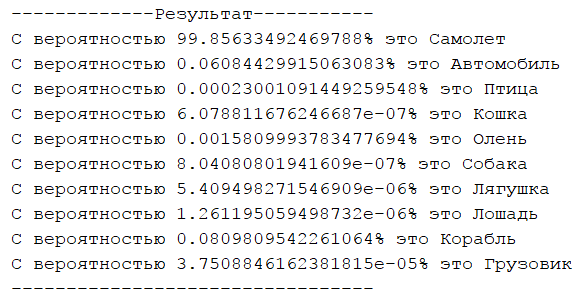 -------------Результат-----------
С вероятностью 99.85633492469788% это Самолет
С вероятностью 0.06084429915063083% это Автомобиль
С вероятностью 0.00023001091449259548% это Птица
С вероятностью 6.078811676246687e-07% это Кошка
С вероятностью 0.0015809993783477694% это Олень
С вероятностью 8.04080801941609e-07% это Собака
С вероятностью 5.409498271546909e-06% это Лягушка
С вероятностью 1.261195059498732e-06% это Лошадь
С вероятностью 0.0809809542261064% это Корабль
С вероятностью 3.7508846162381815e-05% это Грузовик
---------------------------------